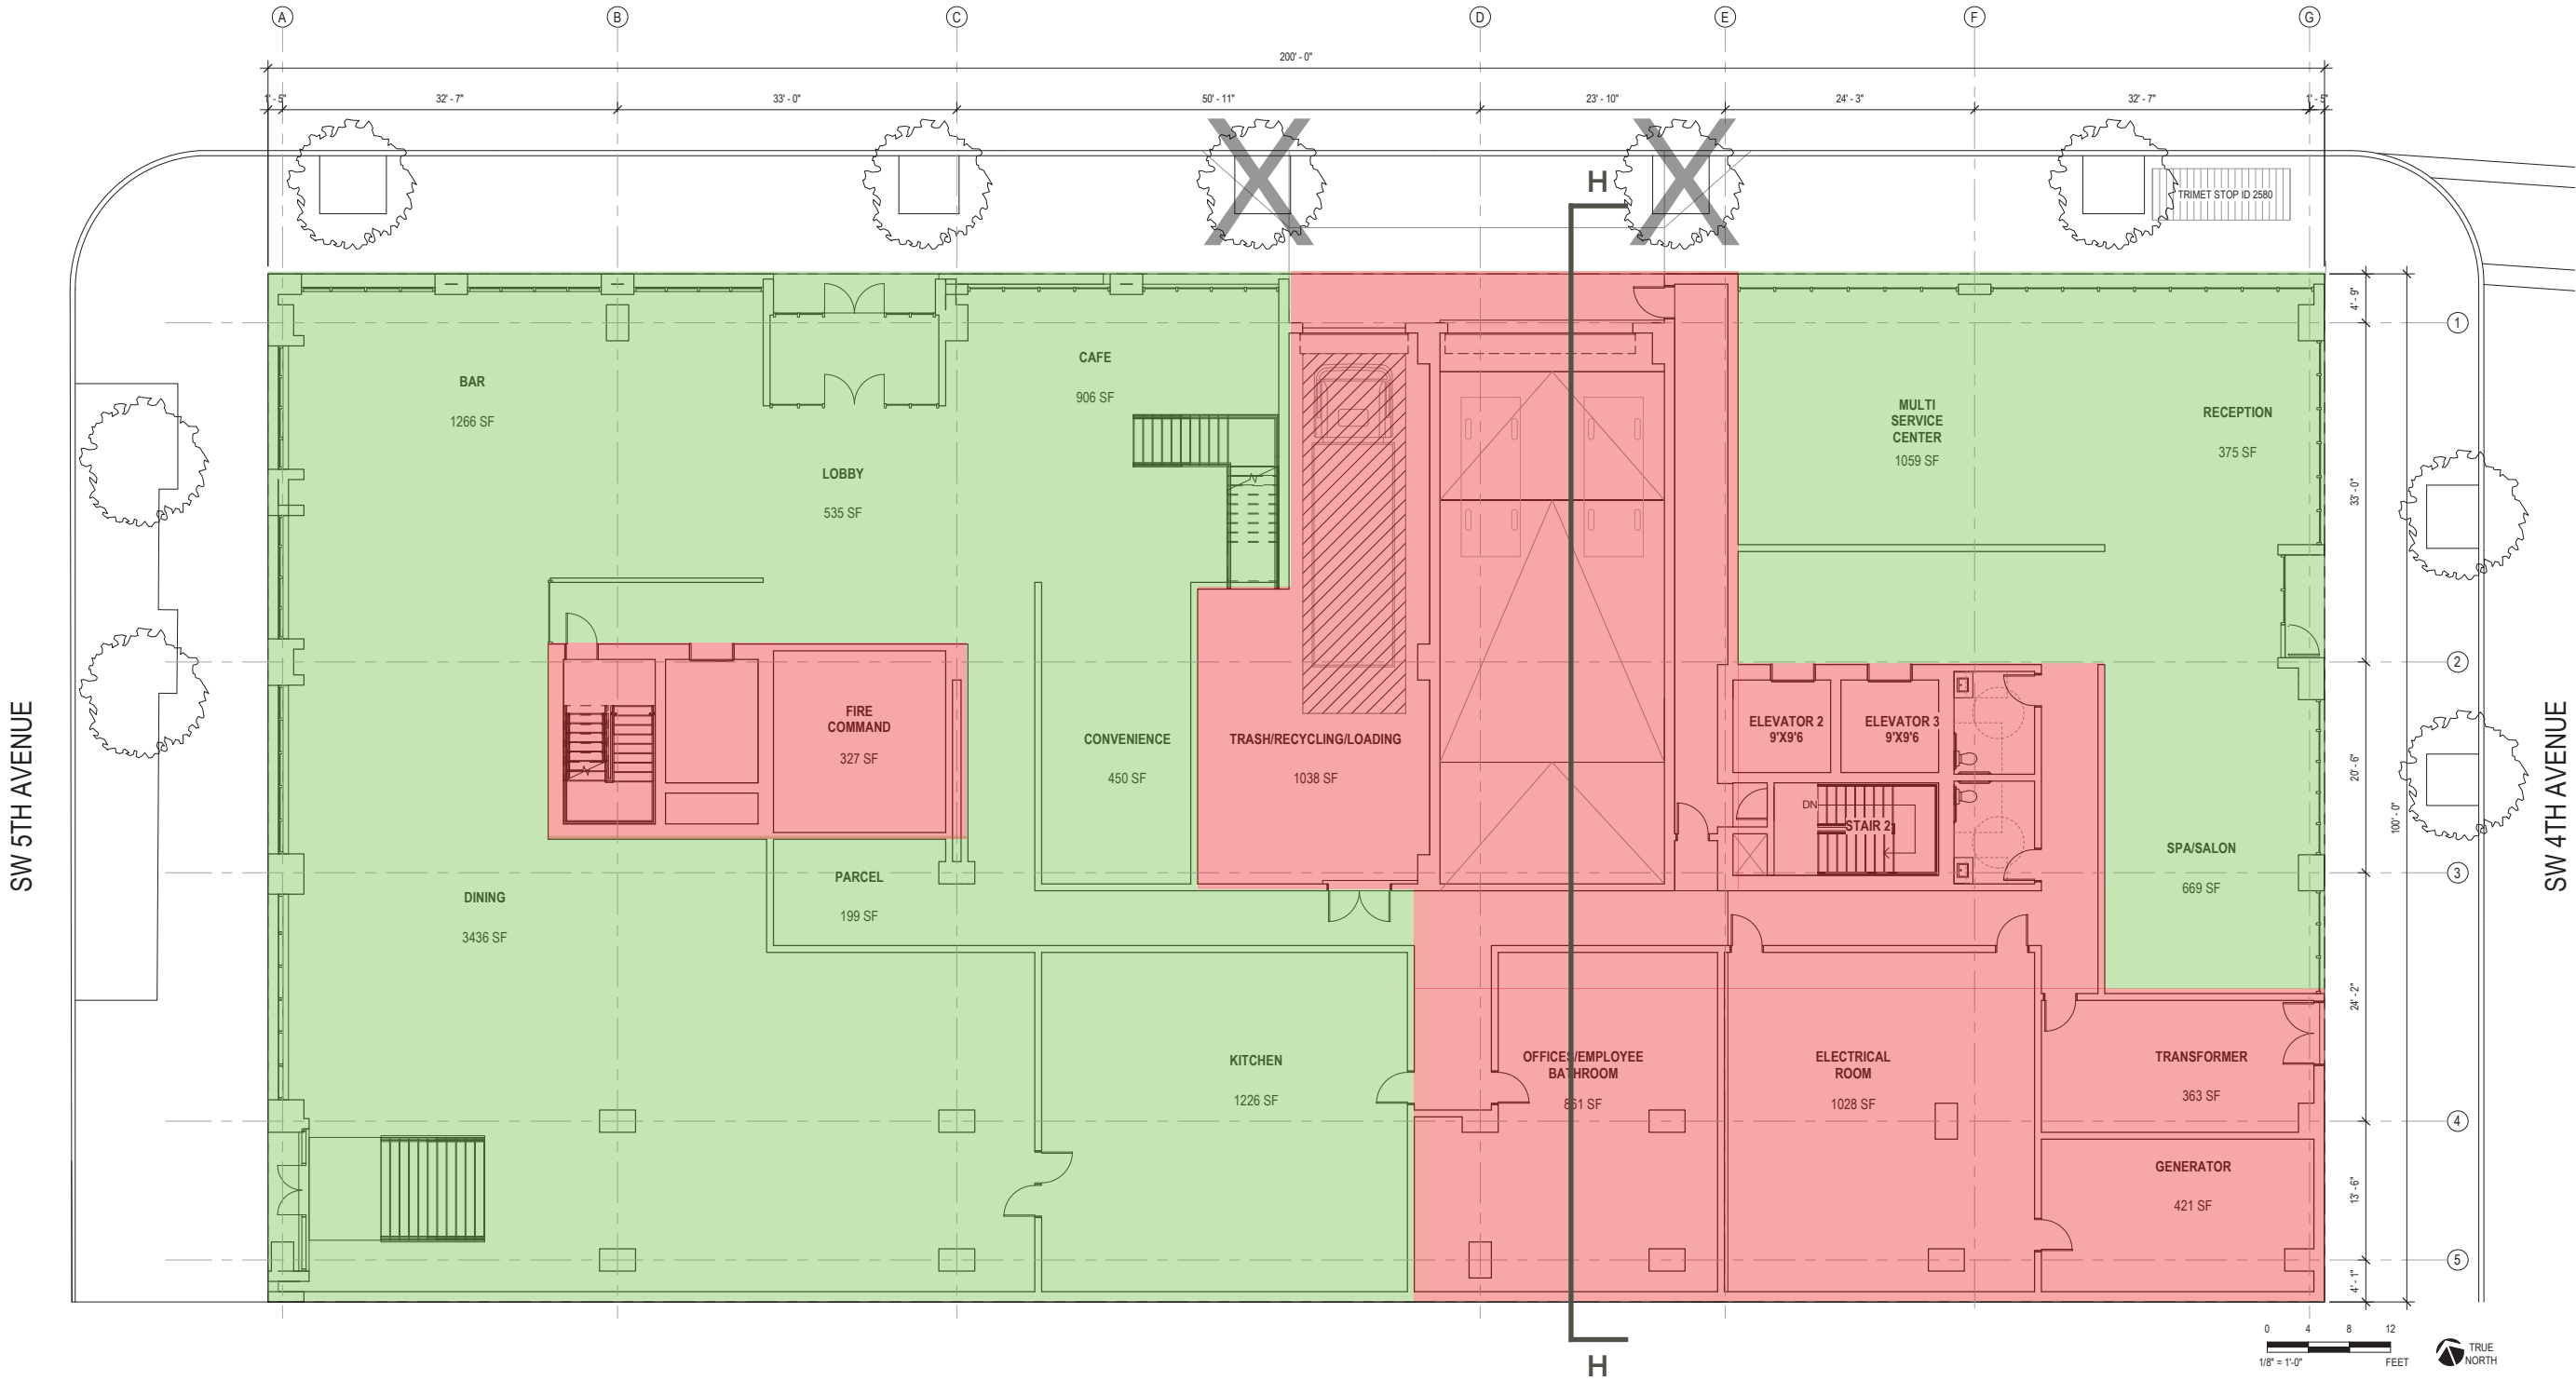 A
B
C
D
E
F
G
200' - 0"
1' - 5"
32' - 7"
33' - 0"
50' - 11"
23' - 10"
24' - 3"
32' - 7"
1' - 5"
H
TRIMET STOP ID 2580
4' - 9"
1
BAR
1266 SF
CAFE
906 SF
LOBBY
535 SF
MULTI
SERVICE
CENTER
1059 SF
RECEPTION
375 SF
33' - 0"
2
SW 5TH AVENUE
FIRE
COMMAND
327 SF
CONVENIENCE
450 SF
TRASH/RECYCLING/LOADING
1038 SF
ELEVATOR 2
9'X9'6
ELEVATOR 3
9'X9'6
DN
STAIR 2
20' - 6"
100' - 0"
SW 4TH AVENUE
SPA/SALON
669 SF
3
DINING
3436 SF
PARCEL
199 SF
24' - 2"
KITCHEN
1226 SF
OFFICES/EMPLOYEE
BATHROOM
861 SF
ELECTRICAL
ROOM
1028 SF
TRANSFORMER
363 SF
4
GENERATOR
421 SF
13' - 6"
5
4' - 1"
H
0 4 8 12
1/8" = 1'-0" FEET
TRUE
NORTH